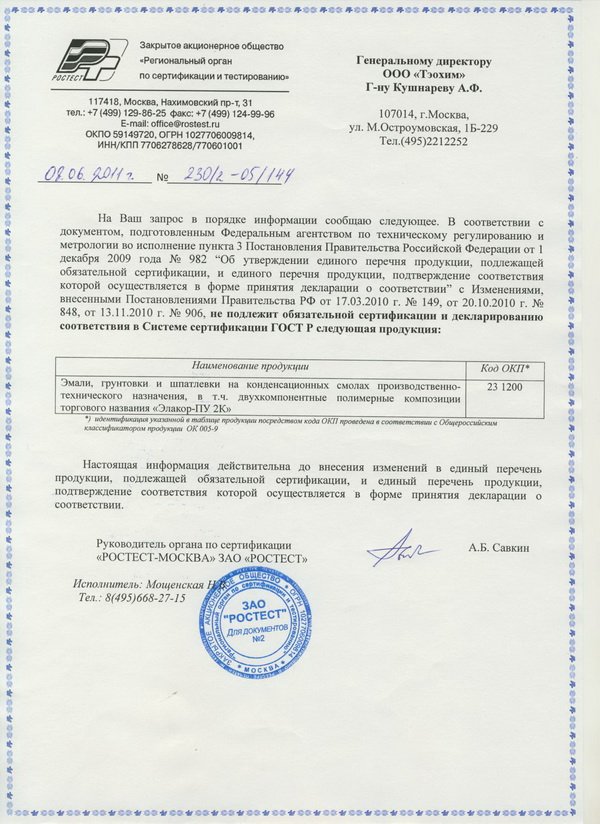 РОСТЕСТ
Закрытое акционерное общество
«Региональный орган
по сертификации и тестированию»
117418, Москва, Нахимовский пр-т, 31
тел.: +7 (499) 129-86-25 факс: +7 (499) 124-99-96
E-mail: office@rostest.ru
ОКПО 59149720, ОГРН 1027706009814,
ИНН/КПП 7706278628/770601001
Генеральному директору
ООО «Тэохим»
Г-ну Кушнареву А.Ф.
107014, г.Москва,
ул. М.Остроумовская, 1Б-229
Тел.(495)2212252
02.06.2011 г. № 230/2-05/144
На Ваш запрос в порядке информации сообщаю следующее. В соответствии с
документом, подготовленным Федеральным агентством по техническому регулированию и
метрологии во исполнение пункта 3 Постановления Правительства Российской Федерации от 1
декабря 2009 года № 982 “Об утверждении единого перечня продукции, подлежащей
обязательной сертификации, и единого перечня продукции, подтверждение соответствия
которой осуществляется в форме принятия декларации о соответствии” с Изменениями,
внесенными Постановлениями Правительства РФ от 17.03.2010 г. № 149, от 20.10.2010 г. №
848, от 13.11.2010 г. № 906, не подлежит обязательной сертификации и декларированию
соответствия в Системе сертификации ГОСТ Р следующая продукция:
Наименование продукции Код ОКП*
Эмали, грунтовки и шпатлевки на конденсационных смолах производственно- 23 1200
технического назначения, в т.ч. двухкомпонентные полимерные композиции
торгового названия «Элакор-ПУ 2К»
*) идентификация указанной в таблице продукции посредством кода ОКП проведена в соответствии с Общероссийским
классификатором продукции ОК 005-9
Настоящая информация действительна до внесения изменений в единый перечень
продукции, подлежащей обязательной сертификации, и единый перечень продукции,
подтверждение соответствия которой осуществляется в форме принятия декларации о
соответствии.
Руководитель органа по сертификации
«РОСТЕСТ-МОСКВА» ЗАО «РОСТЕСТ»
А.Б. Савкин
Исполнитель: Мощенская Н.В.
Тел.: 8(495)668-27-15
ЗАКРЫТОЕ АКЦИОНЕРНОЕ ОБЩЕСТВО * ОГРН 1027706009814
"Региональный орган по сертификации и тестированию"
ЗАО
"РОСТЕСТ"
Для документов
№2
* МОСКВА *